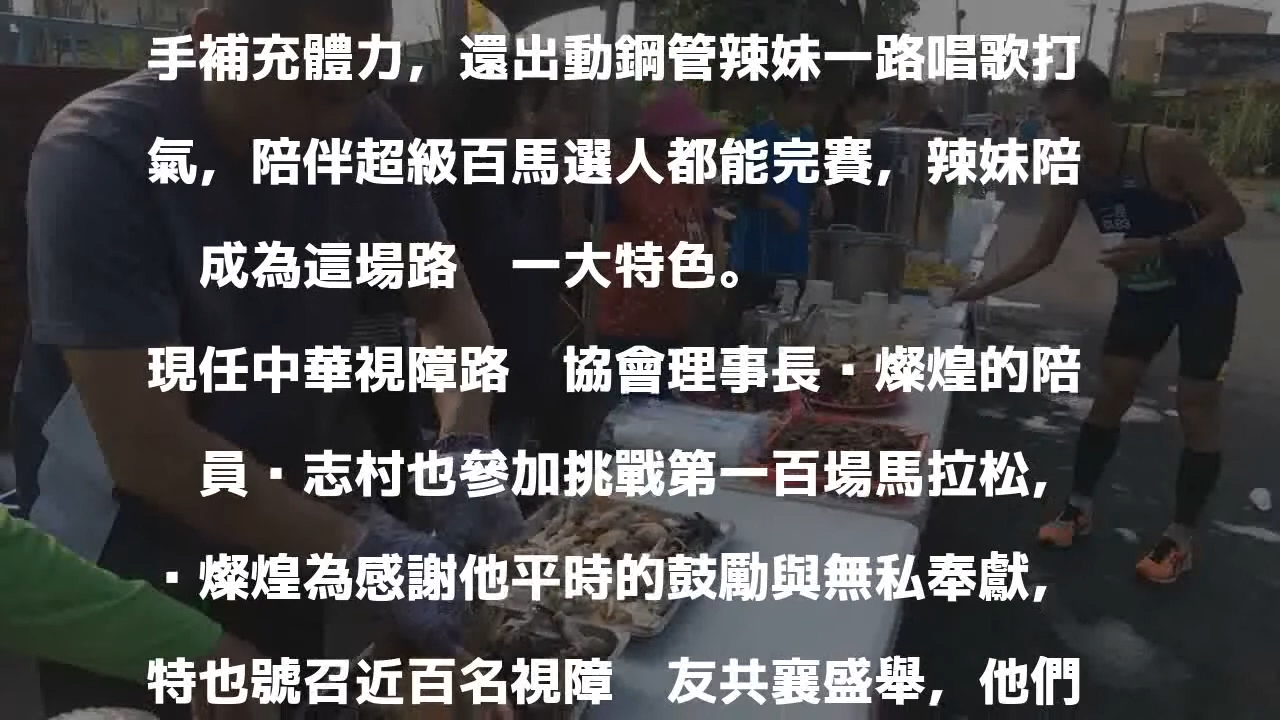 手補充體力，還出動鋼管辣妹一路唱歌打
氣，陪伴超級百馬選人都能完賽，辣妹陪
成為這場路　一大特色。
現任中華視障路　協會理事長·燦煌的陪
員·志村也參加挑戰第一百場馬拉松，
·燦煌為感謝他平時的鼓勵與無私奉獻，
特也號召近百名視障　友共襄盛舉，他們